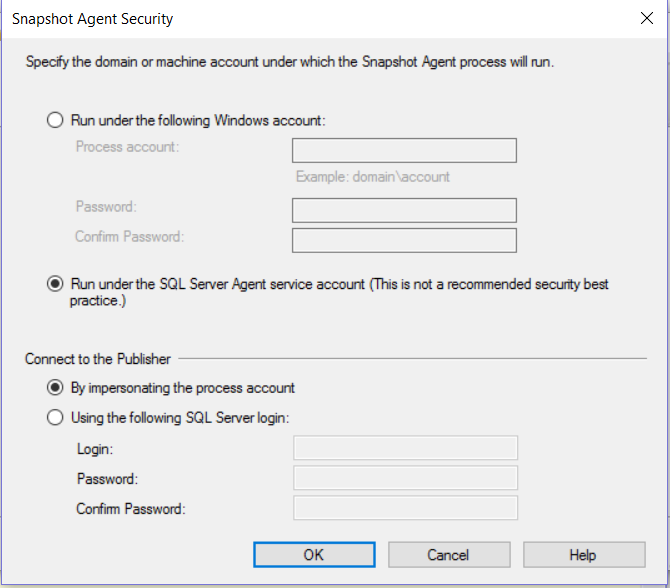 Snapshot Agent Security
Specify the domain or machine account under which the Snapshot Agent process will run.
Run under the following Windows account:
Process account:
Example: domain\account
Password:
Confirm Password:
Run under the SQL Server Agent service account (This is not a recommended security best
practice.)
Connect to the Publisher
By impersonating the process account
Using the following SQL Server login:
Login:
Password:
Confirm Password:
OK Cancel Help